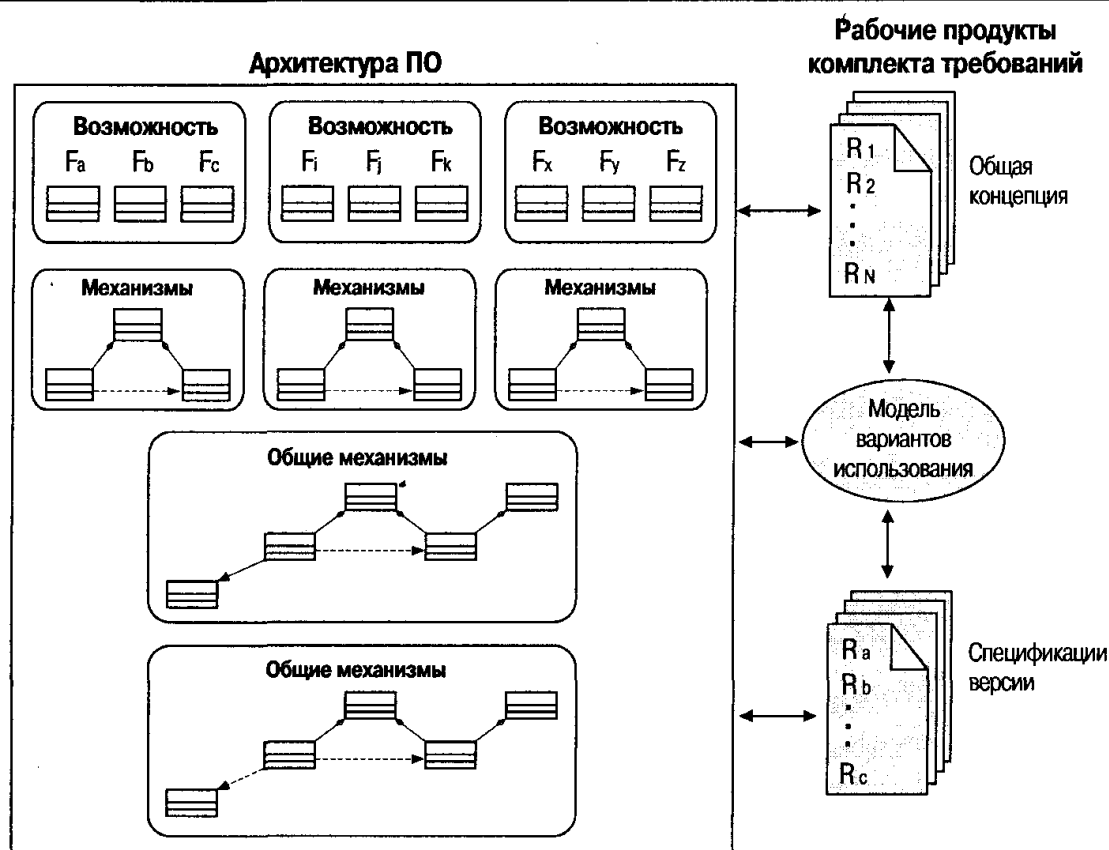 Архитектура ПО
Рабочие продукты
комплекта требований
Возможность
Fa Fb Fc
Возможность
Fi Fj Fk
Возможность
Fx Fy Fz
Механизмы
Механизмы
Механизмы
Общие механизмы
Общие механизмы
R1
R2
RN
Общая
концепция
Модель
вариантов
использования
Ra
Rb
Rc
Спецификации
версии